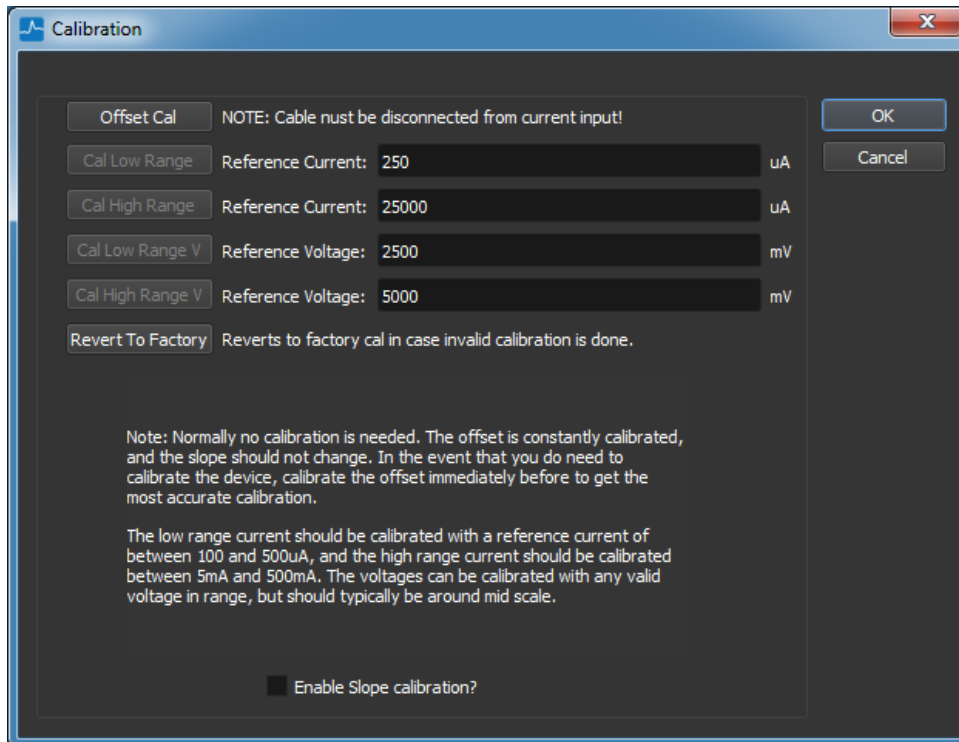 Calibration
Offset Cal NOTE: Cable nust be disconnected from current input!
OK
Cal Low Range Reference Current: 250 uA
Cancel
Cal High Range Reference Current: 25000 uA
Cal Low Range V Reference Voltage: 2500 mV
Cal High Range V Reference Voltage: 5000 mV
Revert To Factory Reverts to factory cal in case invalid calibration is done.
Note: Normally no calibration is needed. The offset is constantly calibrated,
and the slope should not change. In the event that you do need to
calibrate the device, calibrate the offset immediately before to get the
most accurate calibration.
The low range current should be calibrated with a reference current of
between 100 and 500uA, and the high range current should be calibrated
between 5mA and 500mA. The voltages can be calibrated with any valid
voltage in range, but should typically be around mid scale.
Enable Slope calibration?